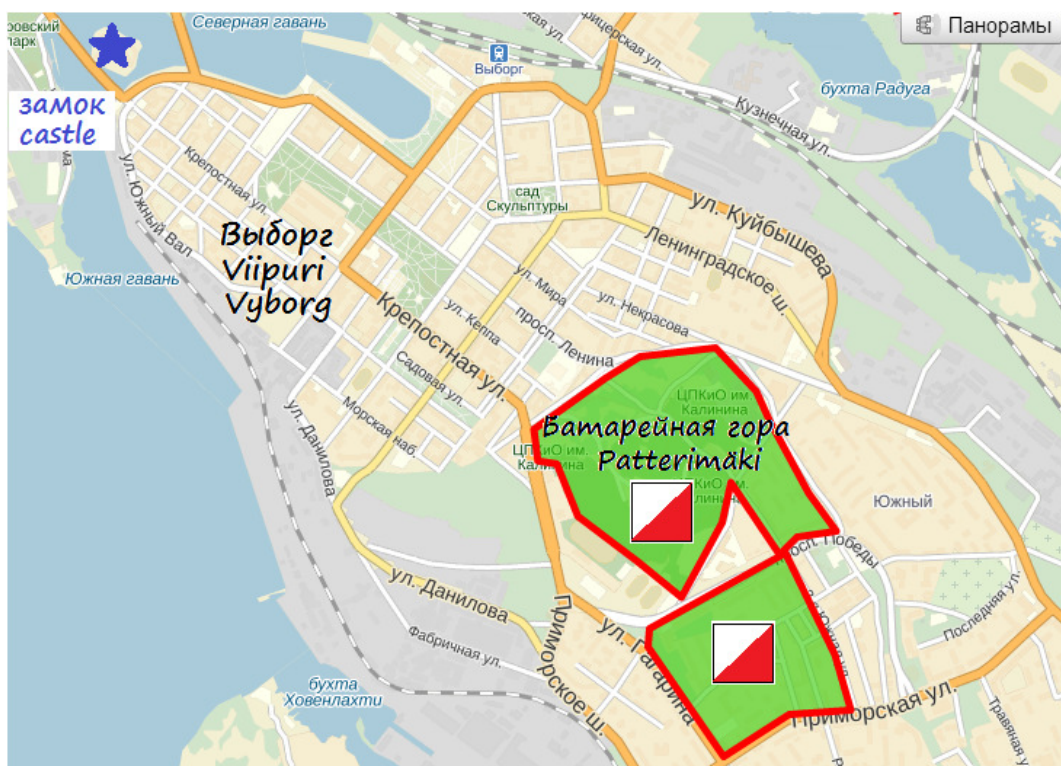 ровский
парк
Северная гавань
Выборг
Панорамы
бухта Радуга
Кузнечная ул.
замок
castle
ул. Южный Вал
Крепостная ул.
сад
Скульптуры
ул. Куйбышева
Ленинградское ш.
Выборг
Viipuri
Vyborg
Южная гавань
ул. Мира
ул. Некрасова
просп. Ленина
ул. Кеппа
Крепостная ул.
Садовая ул.
Морская наб.
ул. Данилова
ЦПКиО им.
Калинина
Батарейная гора
Patterimäki
ЦПКиО им.
Калинина
Южный
просп. Победы
ул. Данилова
Фабричная ул.
Приморское ш.
ул. Гагарина
Последняя ул.
Приморская ул.
Травяная ул.
бухта
Ховенлахти